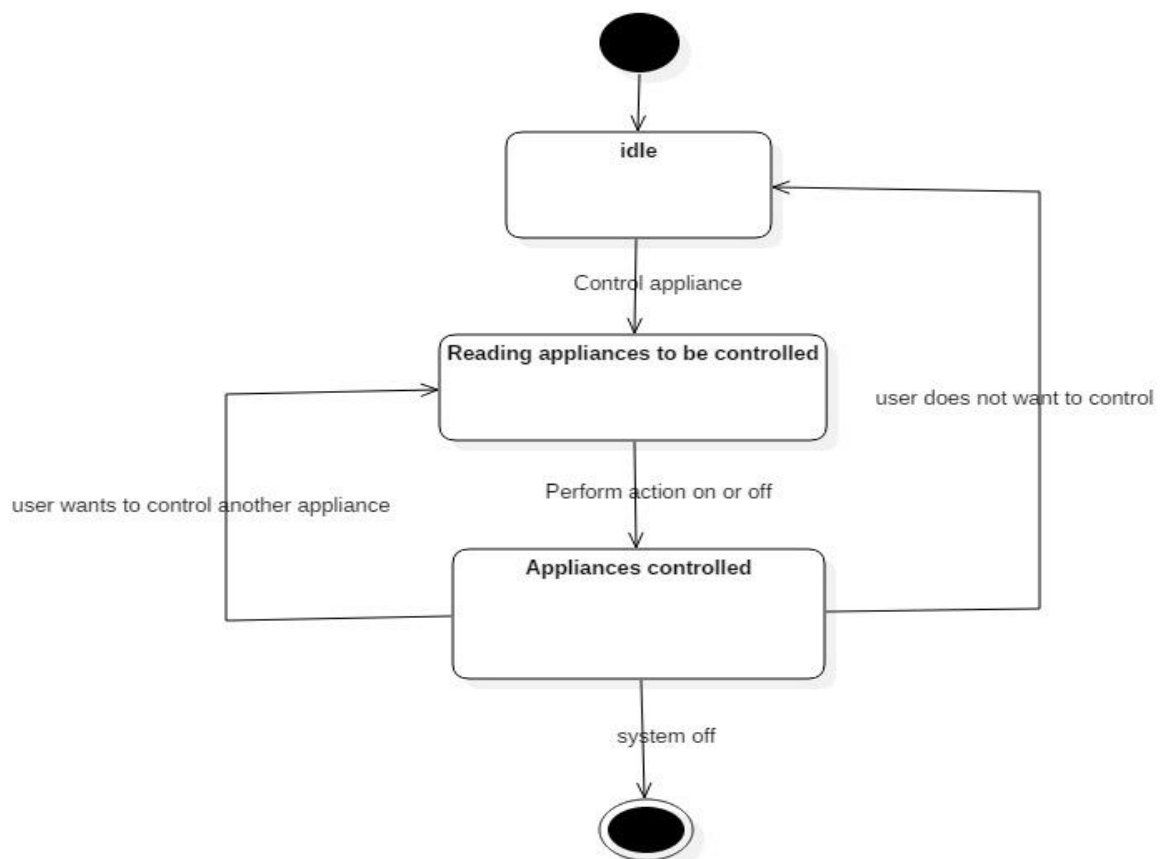 idle
Control appliance
Reading appliances to be controlled
user does not want to control
Perform action on or off
user wants to control another appliance
Appliances controlled
system off